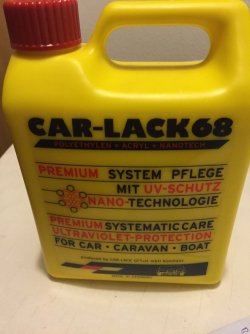 CAR-LACK68
POLYETHYLEN + ACRYL + NANOTECH
PREMIUM SYSTEM PFLEGE
MIT UV-SCHUTZ
NANO-TECHNOLOGIE
PREMIUM SYSTEMATIC CARE
ULTRAVIOLET-PROTECTION
FOR CAR · CARAVAN · BOAT